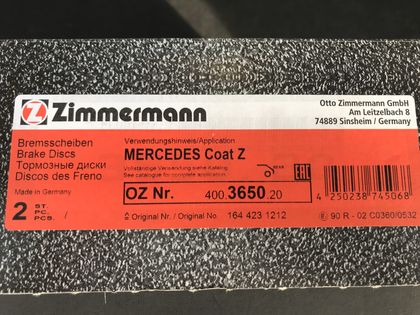 Zimmermann
Otto Zimmermann GmbH
Am Leitzelbach 8
74889 Sinsheim / Germany
Bremsscheiben
Brake Discs
Тормозные диски
Discos des Freno
Made in Germany
2 ST.
PC.
PCS.
Verwendungshinweis/Application
MERCEDES Coat Z
Vollständige Verwendung siehe Katalog
See catalogue for complete application
REAR
EAC
OZ Nr. 400.3650.20
Original Nr. / Original No. 164 423 1212
4 250238 745068
90 R - 02 C0360/0532